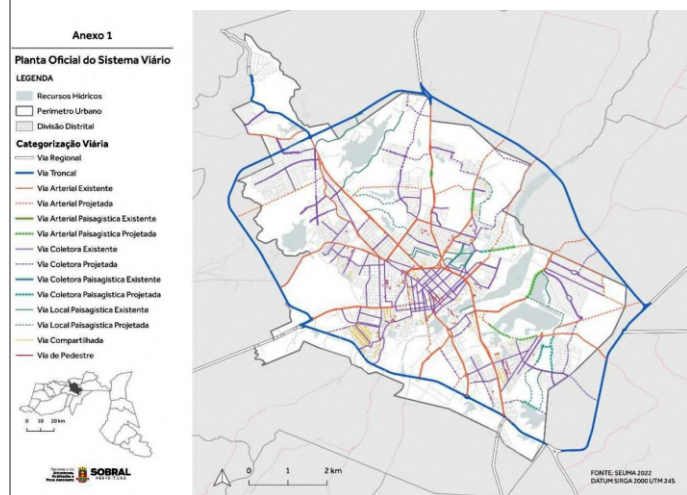 Anexo 1
Planta Oficial do Sistema Viário
LEGENDA
Recursos Hídricos
Perímetro Urbano
Divisão Distrital
Categorização Viária
Via Regional
Via Troncal
Via Arterial Existente
Via Arterial Projetada
Via Arterial Paisagística Existente
Via Arterial Paisagística Projetada
Via Coletora Existente
Via Coletora Projetada
Via Coletora Paisagística Existente
Via Coletora Paisagística Projetada
Via Local Paisagística Existente
Via Local Paisagística Projetada
Via Compartilhada
Via de Pedestre
0 10 20 km
SOBRAL
PREFEITURA
0 1 2 km
FONTE: SEUMA 2022
DATUM SIRGA 2000 UTM 24S